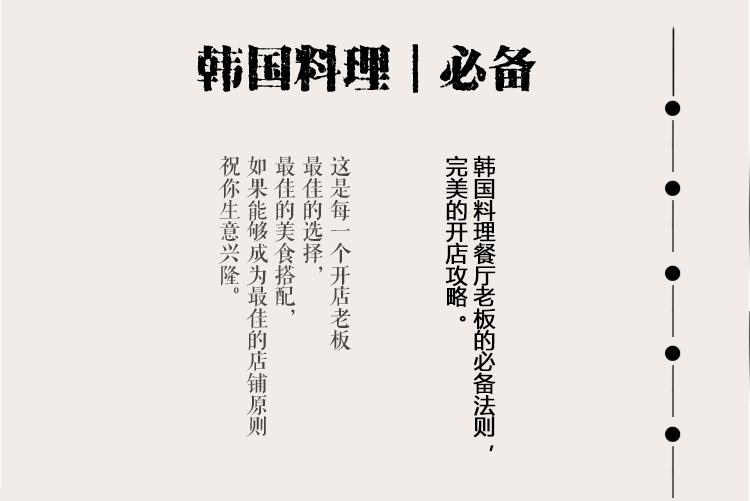 韩国料理｜必备
韩国料理餐厅老板的必备法则，
完美的开店攻略。
这是每一个开店老板
最佳的选择，
最佳的美食搭配，
如果能够成为最佳的店铺原则
祝你生意兴隆。